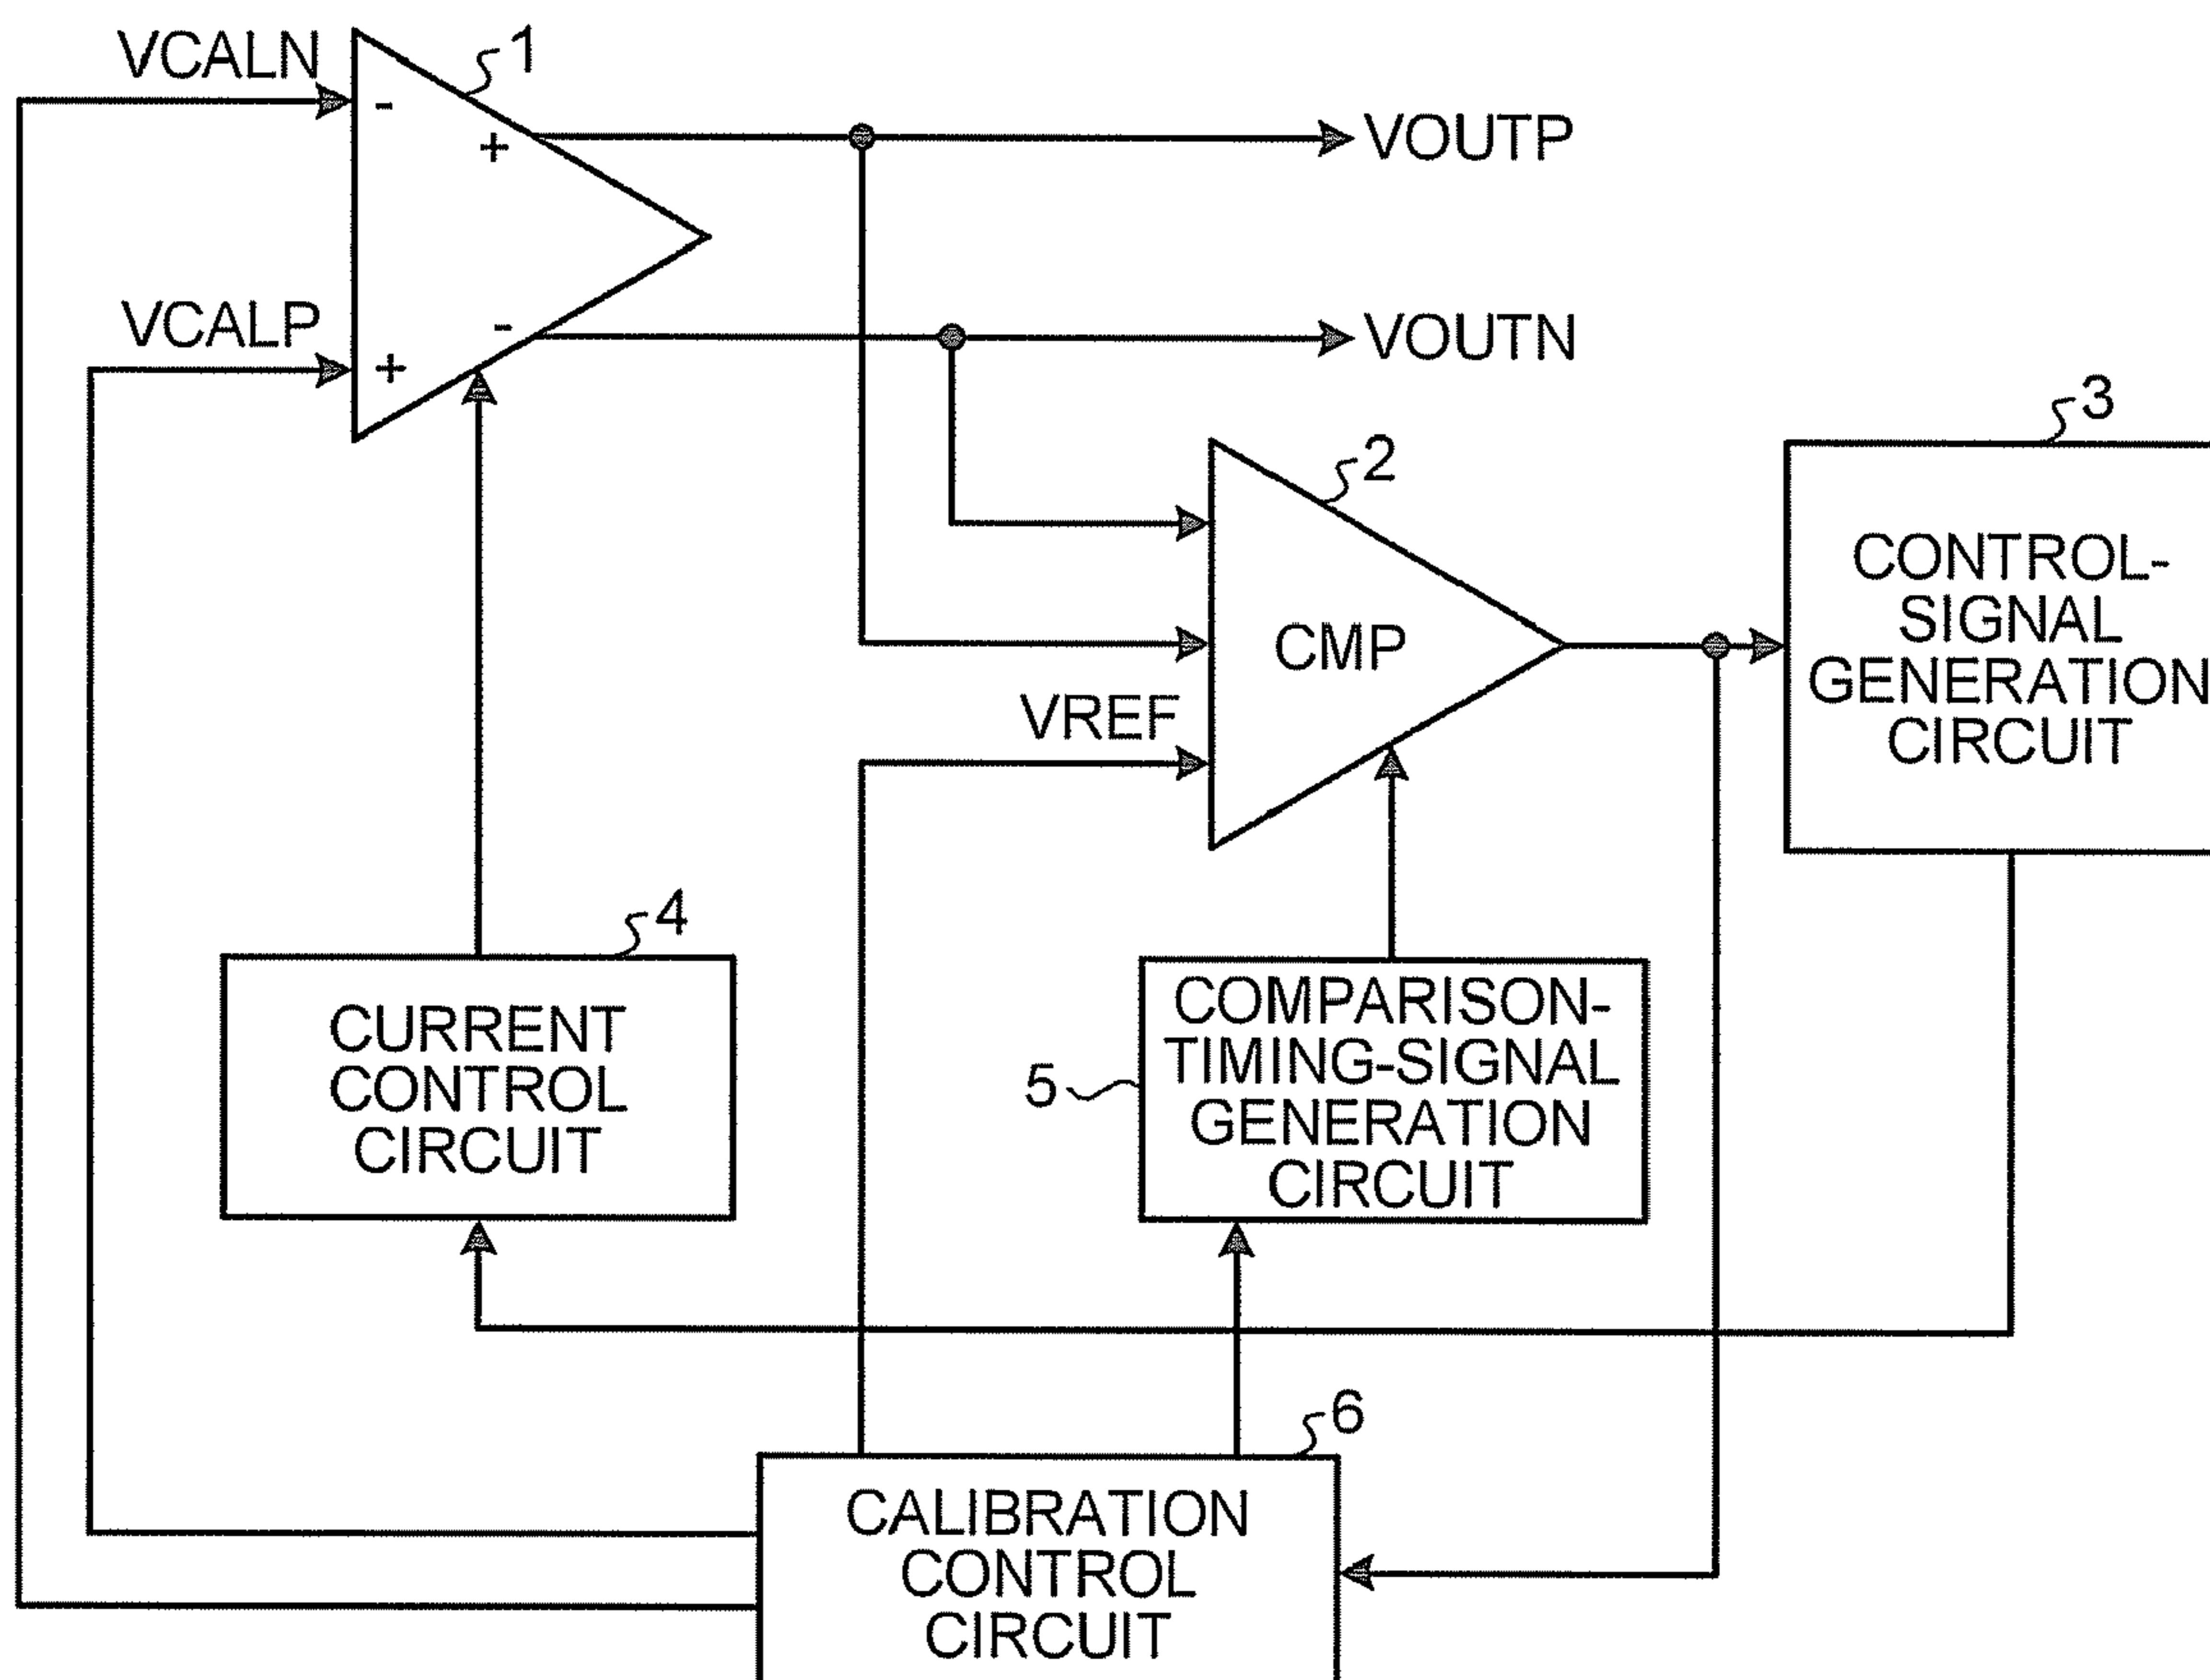 VCALN
1
-
+
VOUTP
VCALP
-
+
VOUTN
3
2
CONTROL-
SIGNAL
GENERATION
CIRCUIT
CMP
VREF
4
CURRENT
CONTROL
CIRCUIT
5
COMPARISON-
TIMING-SIGNAL
GENERATION
CIRCUIT
6
CALIBRATION
CONTROL
CIRCUIT